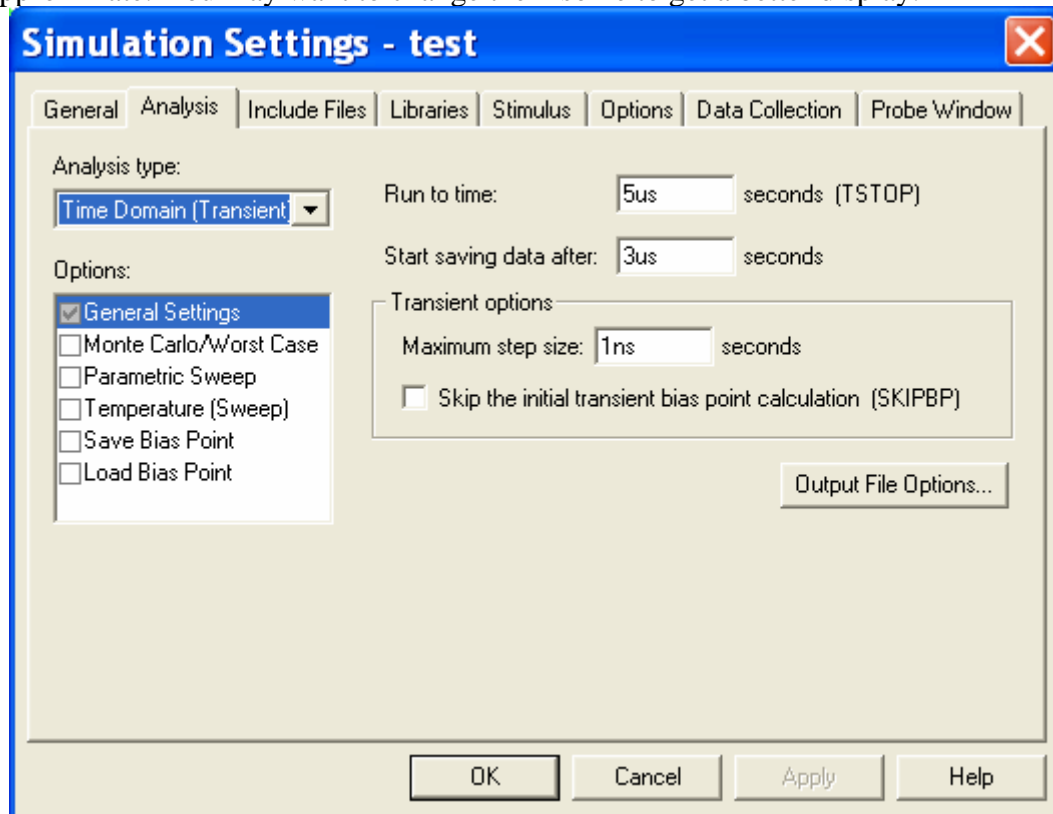 Simulation Settings - test
General Analysis Include Files Libraries Stimulus Options Data Collection Probe Window
Analysis type:
Time Domain (Transient)
Run to time: 5us seconds (TSTOP)
Start saving data after: 3us seconds
Options:
General Settings
Monte Carlo/Worst Case
Parametric Sweep
Temperature (Sweep)
Save Bias Point
Load Bias Point
Transient options
Maximum step size: 1ns seconds
Skip the initial transient bias point calculation (SKIPBP)
Output File Options...
OK Cancel Apply Help